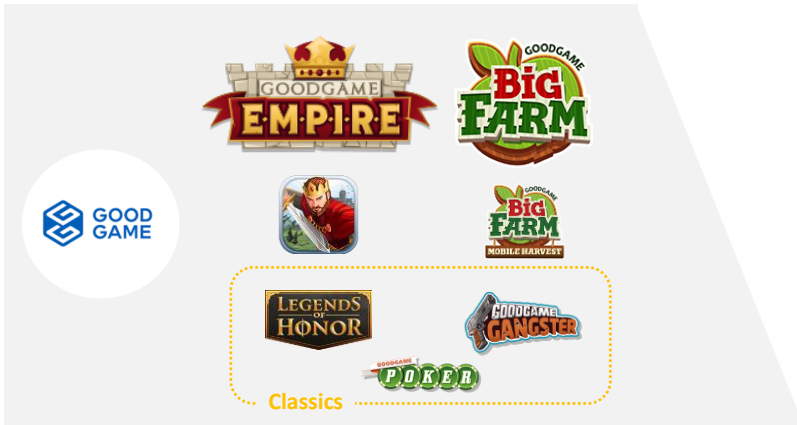 GOODGAME
EMPIRE
GOODGAME
BIG
FARM
GOOD
GAME
GOODGAME
BIG
FARM
MOBILE HARVEST
LEGENDS
OF
HONOR
GOODGAME
GANGSTER
GOODGAME
POKER
Classics